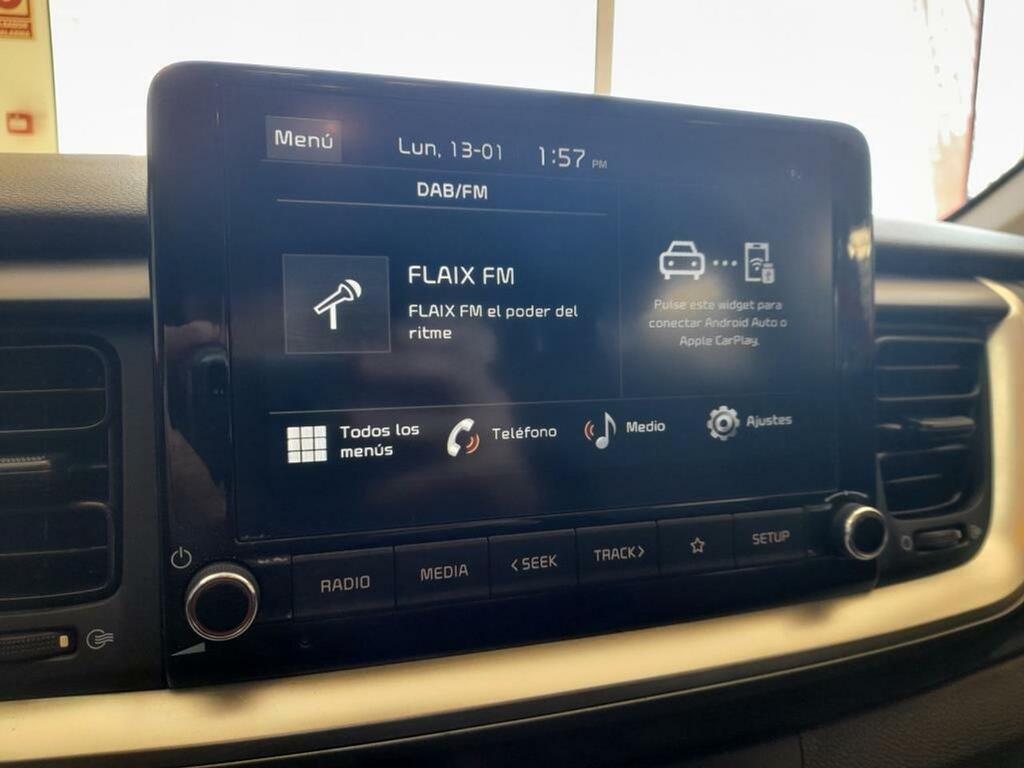 Menú
Lun, 13-01 1:57 PM
DAB/FM
FLAIX FM
FLAIX FM el poder del
ritme
Pulse este widget para
conectar Android Auto o
Apple CarPlay.
Todos los
menús
Teléfono
Medio
Ajustes
RADIO
MEDIA
<SEEK
TRACK>
SETUP